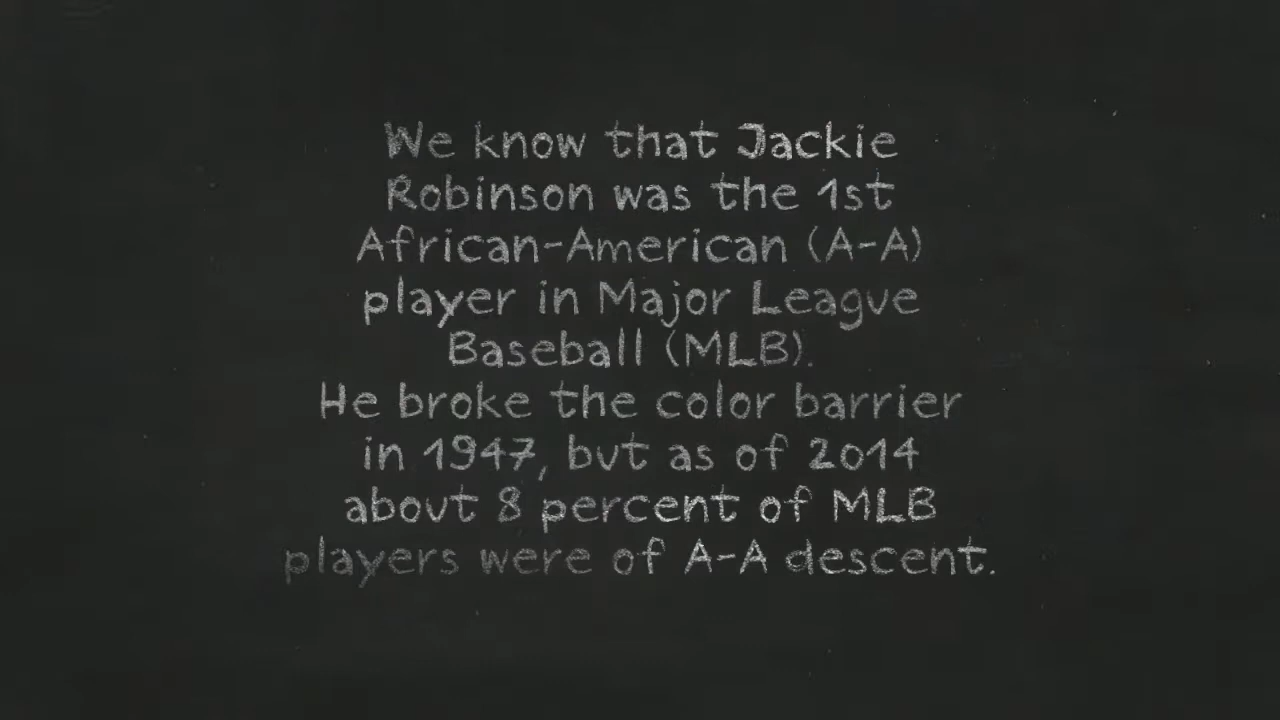 We know that Jackie
Robinson was the 1st
African-American (A-A)
player in Major League
Baseball (MLB).
He broke the color barrier
in 1947, but as of 2014
about 8 percent of MLB
players were of A-A descent.